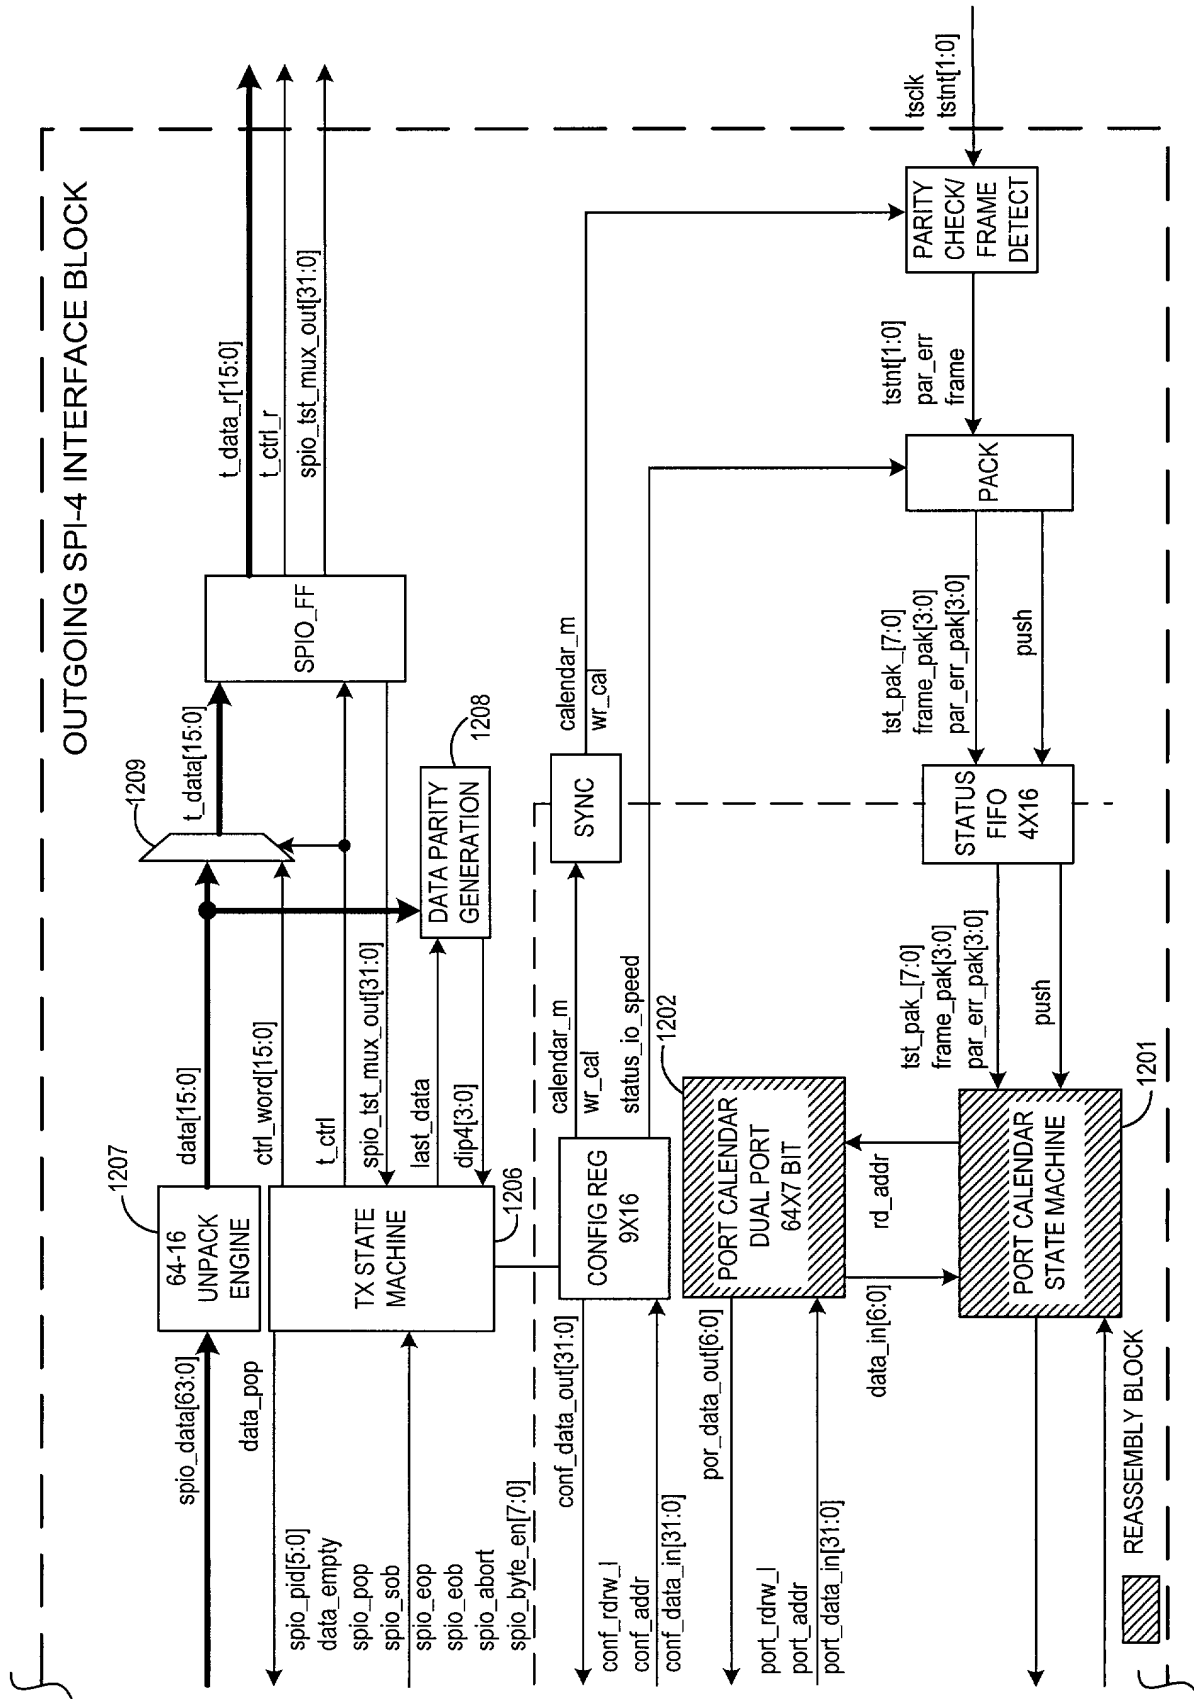 OUTGOING SPI-4 INTERFACE BLOCK
spio_data[63:0]
1207
64-16
UNPACK
ENGINE
data[15:0]
1209
t_data[15:0]
SPIO_FF
t_data_r[15:0]
t_ctrl_r
spio_tst_mux_out[31:0]
data_pop
spio_pid[5:0]
data_empty
spio_pop
spio_sob
spio_eop
spio_eob
spio_abort
spio_byte_en[7:0]
TX STATE
MACHINE
1206
ctrl_word[15:0]
t_ctrl
spio_tst_mux_out[31:0]
last_data
dip4[3:0]
DATA PARITY
GENERATION
1208
conf_data_out[31:0]
conf_rdrw_l
conf_addr
conf_data_in[31:0]
CONFIG REG
9X16
calendar_m
wr_cal
status_io_speed
SYNC
calendar_m
wr_cal
por_data_out[6:0]
port_rdrw_l
port_addr
port_data_in[31:0]
PORT CALENDAR
DUAL PORT
64X7 BIT
1202
data_in[6:0]
rd_addr
PORT CALENDAR
STATE MACHINE
1201
tst_pak_[7:0]
frame_pak[3:0]
par_err_pak[3:0]
push
STATUS
FIFO
4X16
tst_pak_[7:0]
frame_pak[3:0]
par_err_pak[3:0]
push
PACK
tstnt[1:0]
par_err
frame
PARITY
CHECK/
FRAME
DETECT
tsclk
tstnt[1:0]
REASSEMBLY BLOCK